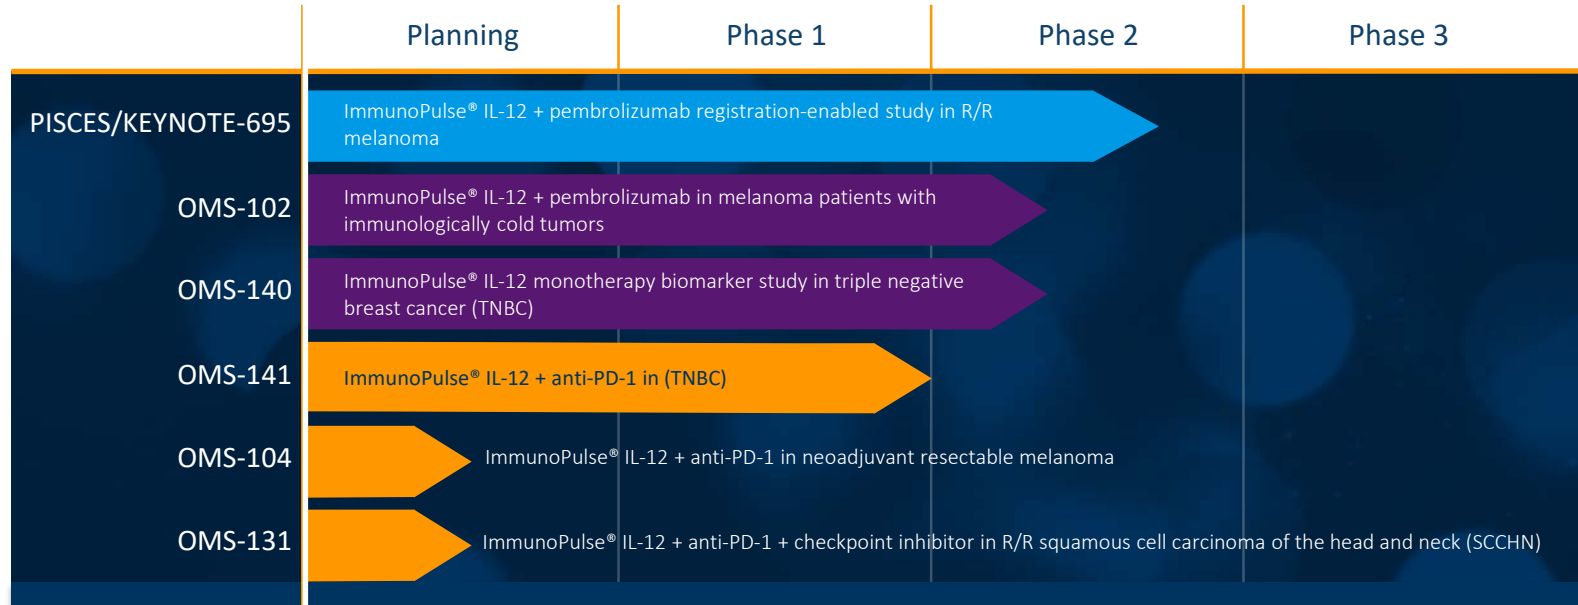 Planning Phase 1 Phase 2 Phase 3
PISCES/KEYNOTE-695
ImmunoPulse® IL-12 + pembrolizumab registration-enabled study in R/R
melanoma
OMS-102
ImmunoPulse® IL-12 + pembrolizumab in melanoma patients with
immunologically cold tumors
OMS-140
ImmunoPulse® IL-12 monotherapy biomarker study in triple negative
breast cancer (TNBC)
OMS-141
ImmunoPulse® IL-12 + anti-PD-1 in (TNBC)
OMS-104
ImmunoPulse® IL-12 + anti-PD-1 in neoadjuvant resectable melanoma
OMS-131
ImmunoPulse® IL-12 + anti-PD-1 + checkpoint inhibitor in R/R squamous cell carcinoma of the head and neck (SCCHN)